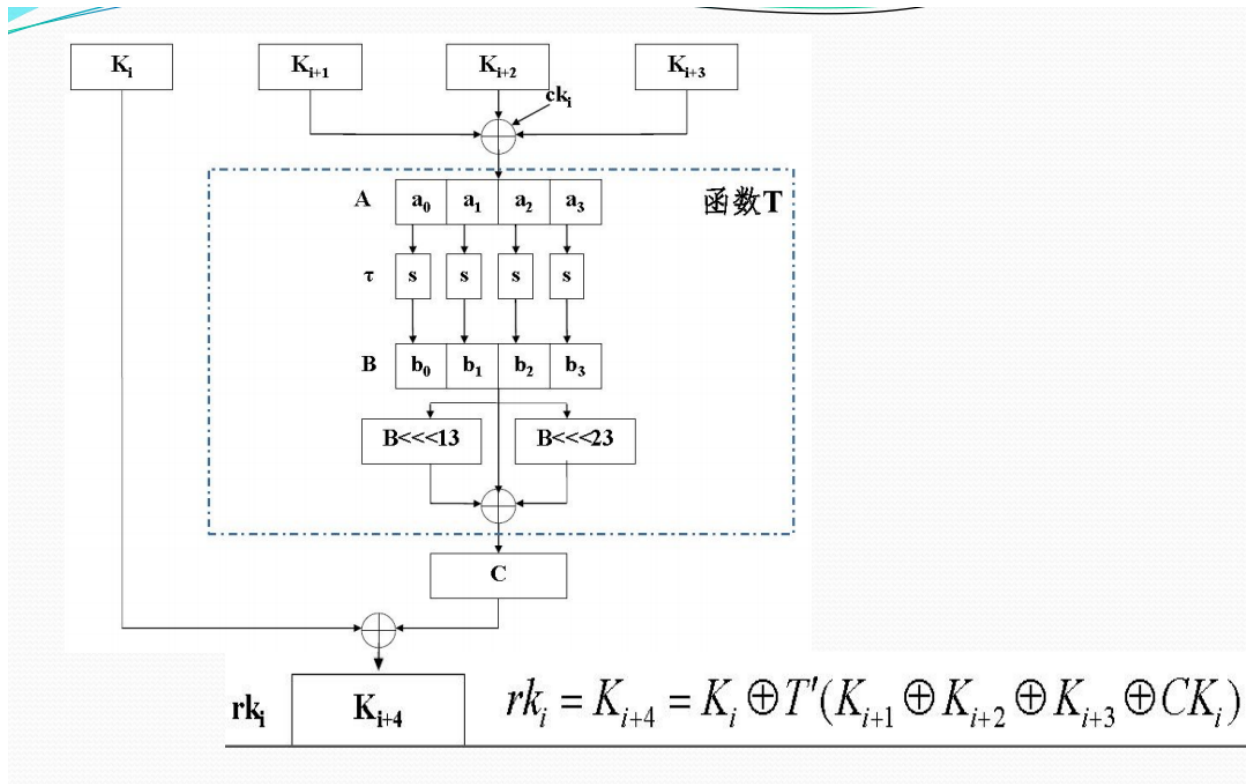 Kᵢ Kᵢ₊₁ Kᵢ₊₂ Kᵢ₊₃
ckᵢ
函数T
A a₀ a₁ a₂ a₃
τ s s s s
B b₀ b₁ b₂ b₃
B<<<13 B<<<23
C
rkᵢ Kᵢ₊₄ rkᵢ = Kᵢ₊₄ = Kᵢ ⊕ T'(Kᵢ₊₁ ⊕ Kᵢ₊₂ ⊕ Kᵢ₊₃ ⊕ CKᵢ)